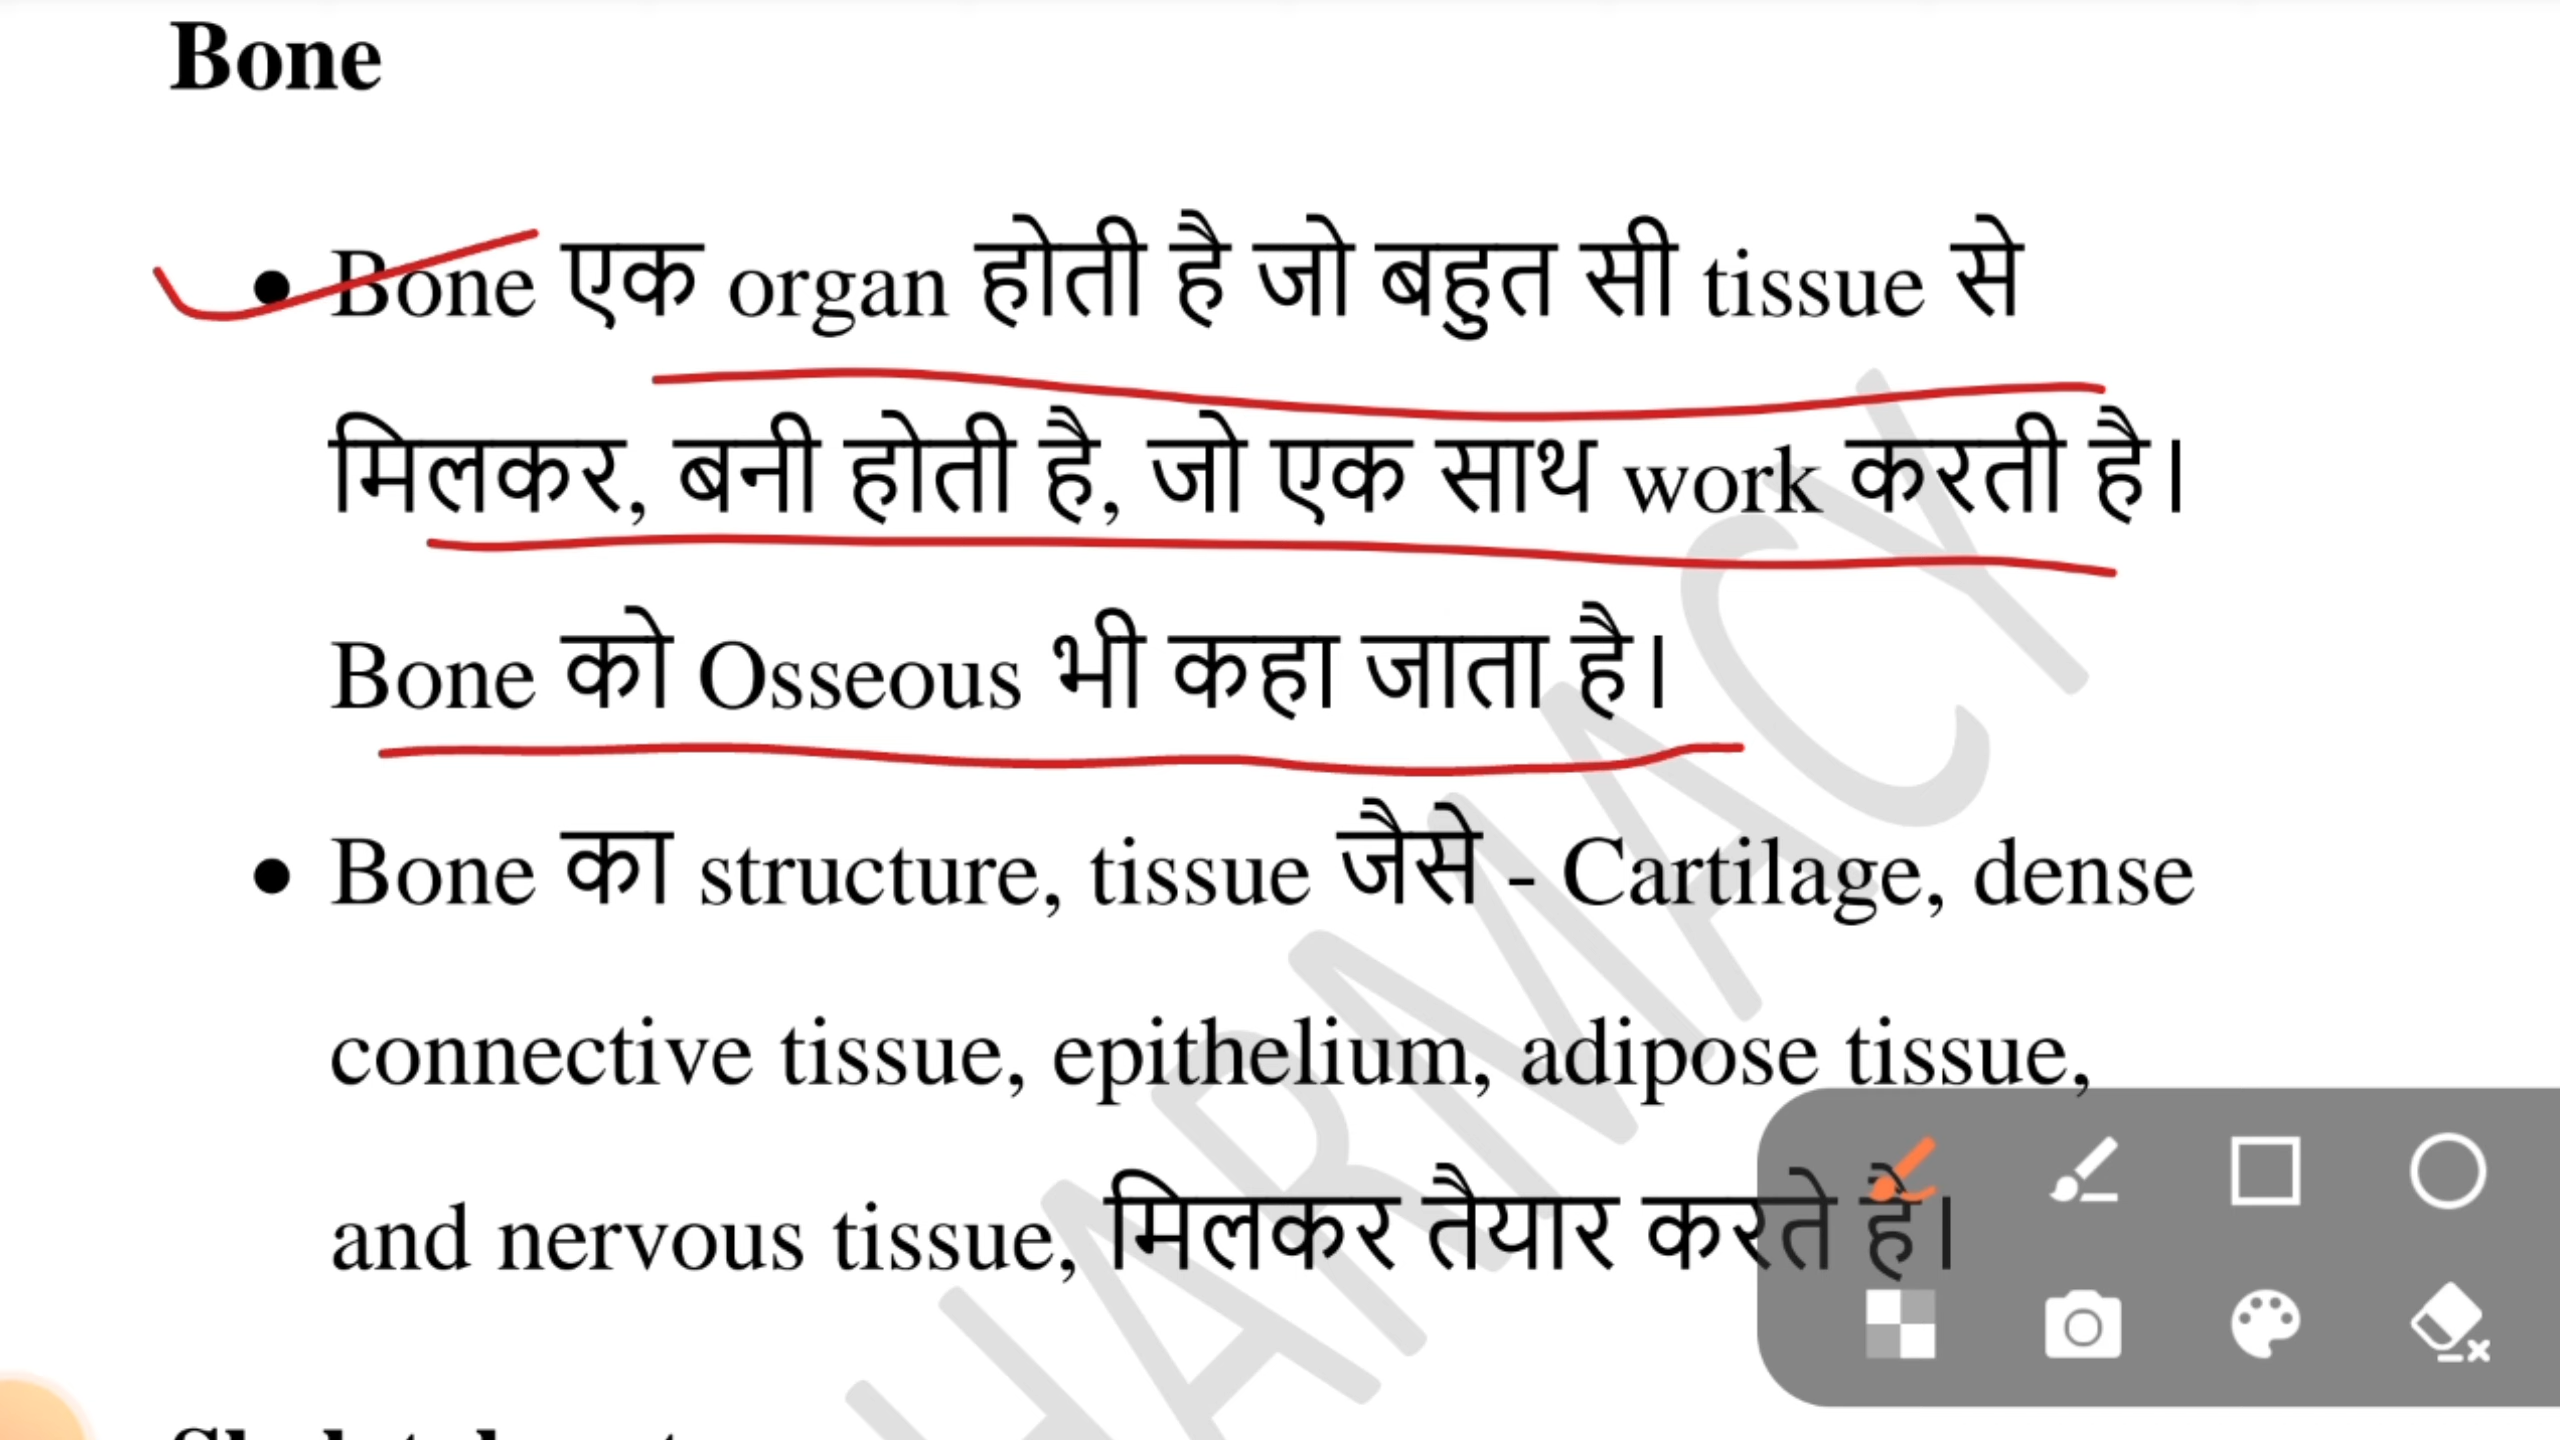 Bone
• Bone एक organ होती है जो बहुत सी tissue से
मिलकर, बनी होती है, जो एक साथ work करती है।
Bone को Osseous भी कहा जाता है।
• Bone का structure, tissue जैसे - Cartilage, dense
connective tissue, epithelium, adipose tissue,
and nervous tissue, मिलकर तैयार करते है।